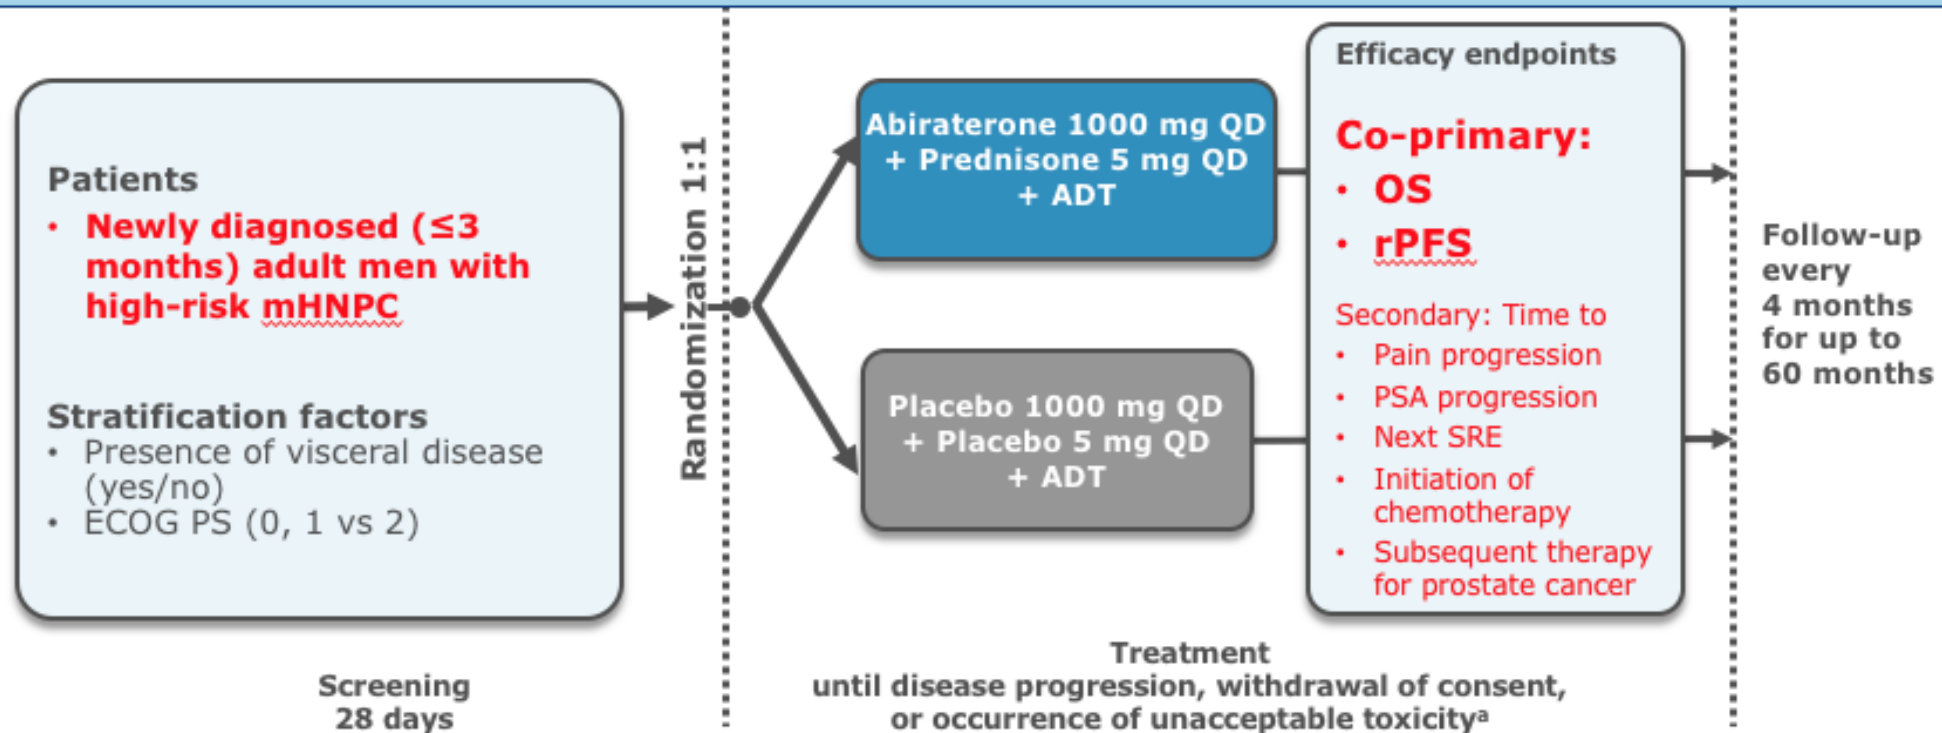 Patients
• Newly diagnosed (≤3
months) adult men with
high-risk mHNPC
Stratification factors
• Presence of visceral disease
(yes/no)
• ECOG PS (0, 1 vs 2)
Screening
28 days
Randomization 1:1
Abiraterone 1000 mg QD
+ Prednisone 5 mg QD
+ ADT
Placebo 1000 mg QD
+ Placebo 5 mg QD
+ ADT
Efficacy endpoints
Co-primary:
• OS
• rPFS
Secondary: Time to
• Pain progression
• PSA progression
• Next SRE
• Initiation of
chemotherapy
• Subsequent therapy
for prostate cancer
Treatment
until disease progression, withdrawal of consent,
or occurrence of unacceptable toxicityᵃ
Follow-up
every
4 months
for up to
60 months